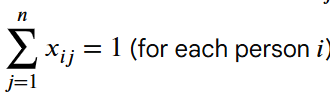 n
∑ xᵢⱼ = 1 (for each person i)
j=1